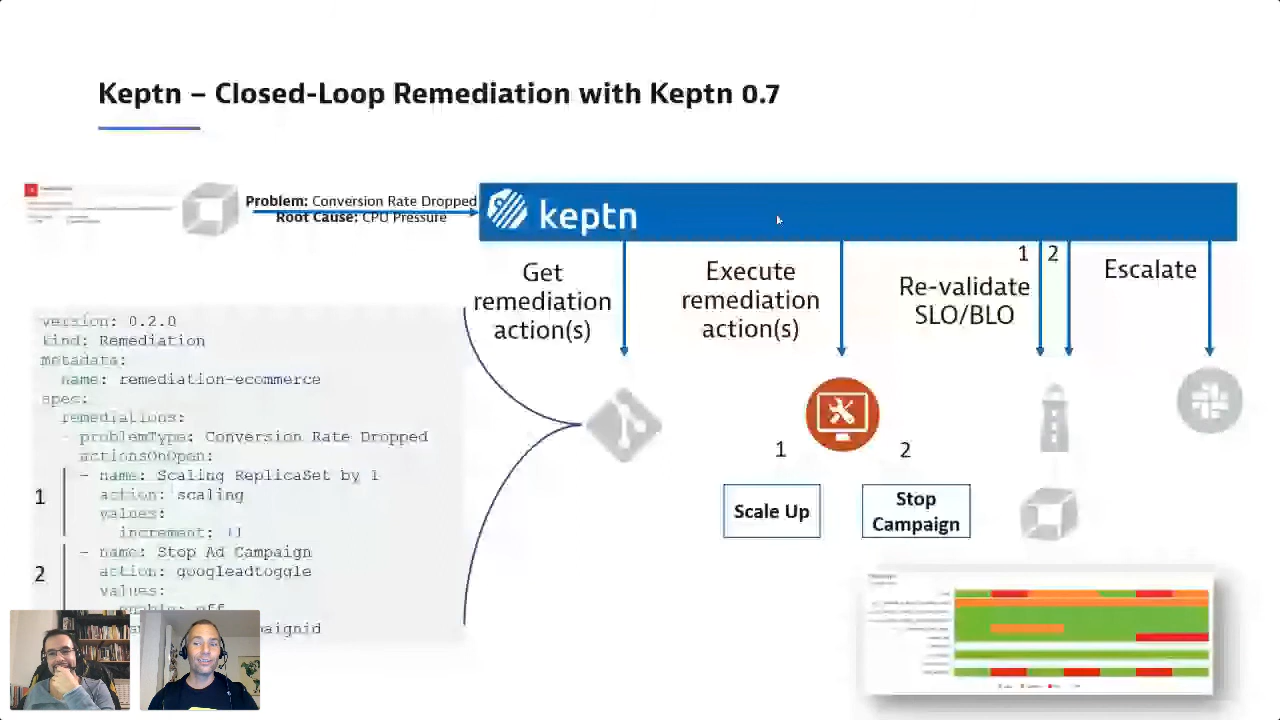 Keptn – Closed-Loop Remediation with Keptn 0.7
Problem: Conversion Rate Dropped
Root Cause: CPU Pressure
keptn
Get
remediation
action(s)
Execute
remediation
action(s)
Re-validate
SLO/BLO
1
2
Escalate
version: 0.2.0
kind: Remediation
metadata:
name: remediation-ecommerce
spec:
remediations:
- problemType: Conversion Rate Dropped
actionsOnOpen:
- name: Scaling ReplicaSet by 1
action: scaling
values:
increment:
- name: Stop Ad Campaign
action: googleadtoggle
values:
off
1
2
1
2
Scale Up
Stop
Campaign